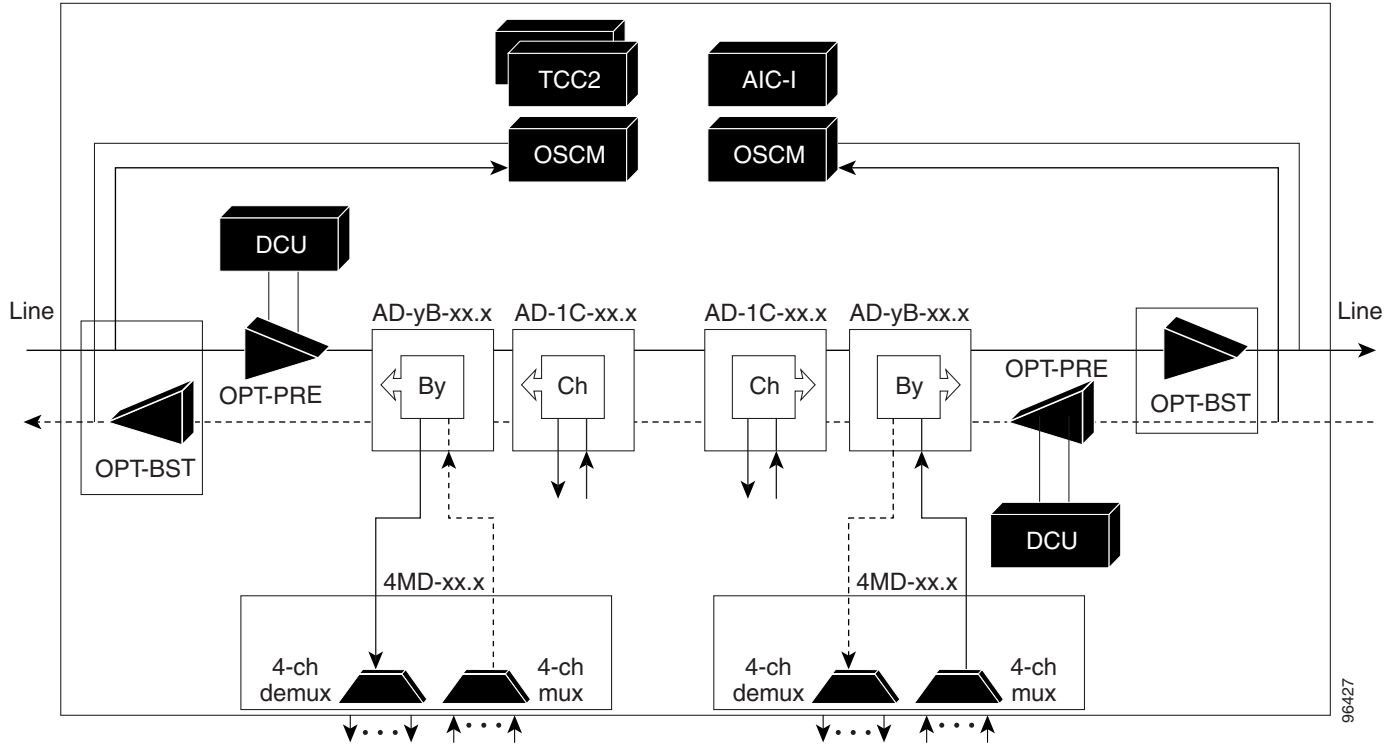 TCC2
AIC-I
OSCM
OSCM
DCU
Line
AD-yB-xx.x
AD-1C-xx.x
AD-1C-xx.x
AD-yB-xx.x
Line
By
Ch
Ch
By
OPT-PRE
OPT-PRE
OPT-BST
OPT-BST
DCU
4MD-xx.x
4MD-xx.x
4-ch
demux
4-ch
mux
4-ch
demux
4-ch
mux
96427